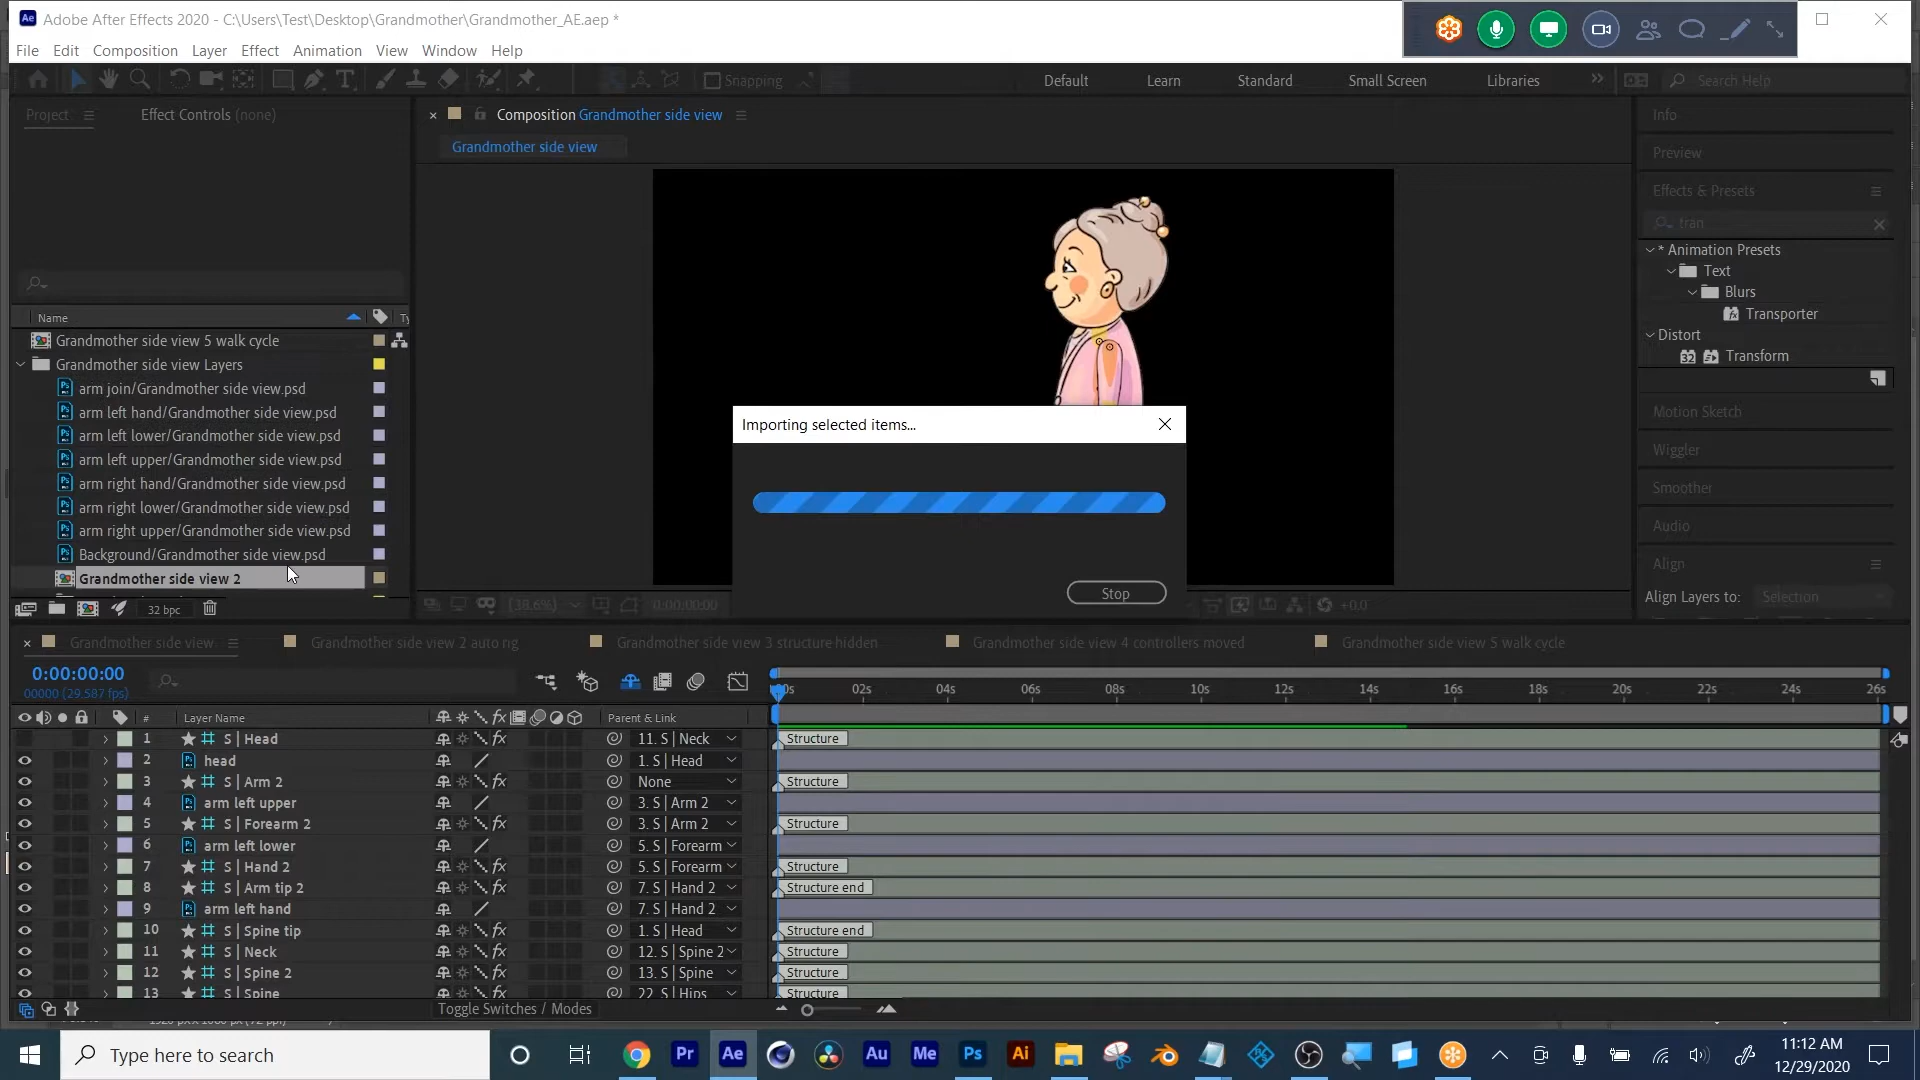 Adobe After Effects 2020 - C:\Users\Test\Desktop\Grandmother\Grandmother_AE.aep *
File Edit Composition Layer Effect Animation View Window Help
Snapping
Default Learn Standard Small Screen Libraries
Search Help
Project
Effect Controls (none)
Composition Grandmother side view
Grandmother side view
Name
Ty
Grandmother side view 5 walk cycle
Grandmother side view Layers
arm join/Grandmother side view.psd
arm left hand/Grandmother side view.psd
arm left lower/Grandmother side view.psd
arm left upper/Grandmother side view.psd
arm right hand/Grandmother side view.psd
arm right lower/Grandmother side view.psd
arm right upper/Grandmother side view.psd
Background/Grandmother side view.psd
Grandmother side view 2
32 bpc
Importing selected items...
Stop
(38.6%)
0:00:00:00
+0.0
Info
Preview
Effects & Presets
tran
* Animation Presets
Text
Blurs
Transporter
Distort
32 Transform
Motion Sketch
Wiggler
Smoother
Audio
Align
Align Layers to: Selection
Grandmother side view
Grandmother side view 2 auto rig
Grandmother side view 3 structure hidden
Grandmother side view 4 controllers moved
Grandmother side view 5 walk cycle
0:00:00:00
00000 (29.587 fps)
02s 04s 06s 08s 10s 12s 14s 16s 18s 20s 22s 24s 26s
# Layer Name Parent & Link
1 S | Head 11. S | Neck Structure
2 head 1. S | Head
3 S | Arm 2 None Structure
4 arm left upper 3. S | Arm 2
5 S | Forearm 2 3. S | Arm 2 Structure
6 arm left lower 5. S | Forearm
7 S | Hand 2 5. S | Forearm Structure
8 S | Arm tip 2 7. S | Hand 2 Structure end
9 arm left hand 7. S | Hand 2
10 S | Spine tip 1. S | Head Structure end
11 S | Neck 12. S | Spine 2 Structure
12 S | Spine 2 13. S | Spine Structure
13 S | Spine 22. S | Hips Structure
Toggle Switches / Modes
Type here to search
Pr Ae Au Me Ps Ai
11:12 AM
12/29/2020